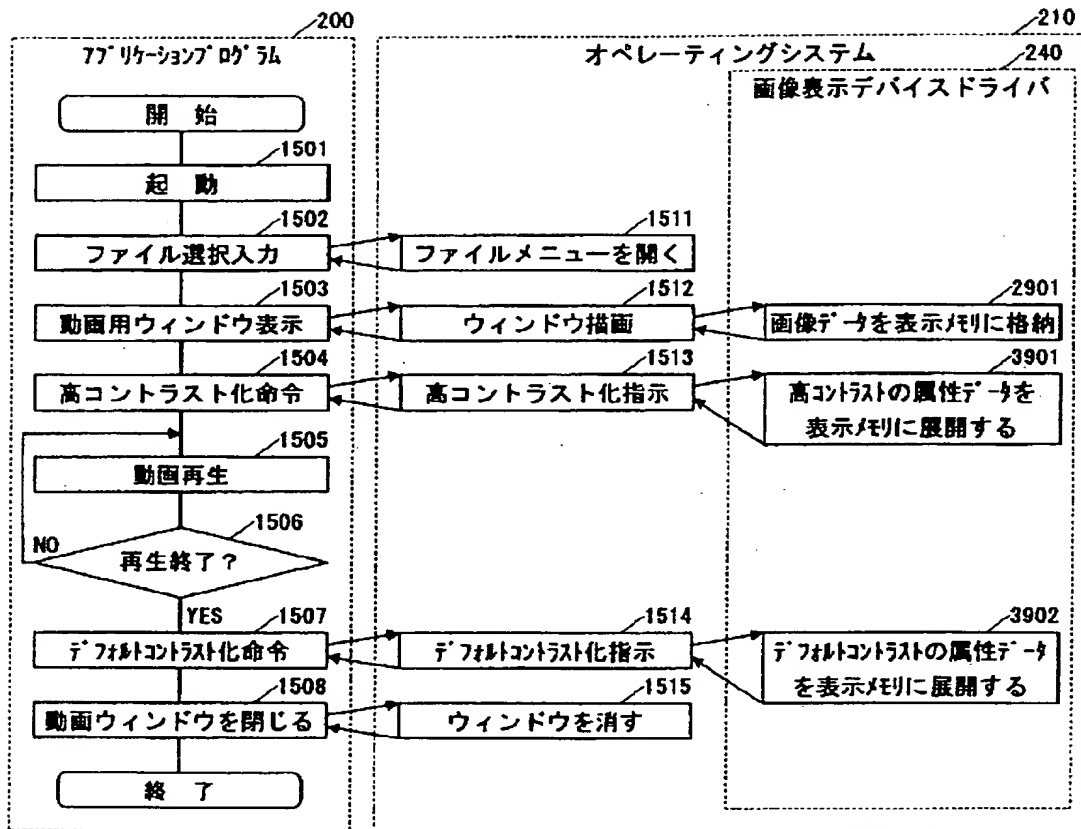 200
210
アプリケーションプログラム
オペレーティングシステム
240
画像表示デバイスドライバ
開 始
1501
起 動
1502
1511
ファイル選択入力
ファイルメニューを開く
1503
1512
2901
動画用ウィンドウ表示
ウィンドウ描画
画像データを表示メモリに格納
1504
1513
3901
高コントラスト化命令
高コントラスト化指示
高コントラストの属性データを
表示メモリに展開する
1505
動画再生
1506
NO
再生終了?
YES
1507
1514
3902
デフォルトコントラスト化命令
デフォルトコントラスト化指示
デフォルトコントラストの属性データ
を表示メモリに展開する
1508
1515
動画ウィンドウを閉じる
ウィンドウを消す
終 了